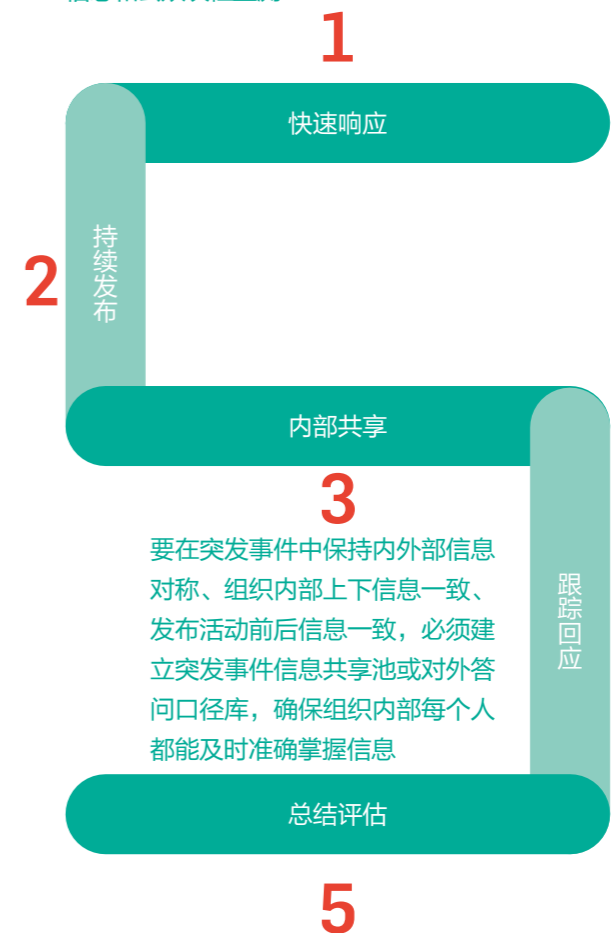 1
快速响应
2
持续发布
内部共享
3
要在突发事件中保持内外部信息
对称、组织内部上下信息一致、
发布活动前后信息一致，必须建
立突发事件信息共享池或对外答
问口径库，确保组织内部每个人
都能及时准确掌握信息
跟踪回应
总结评估
5